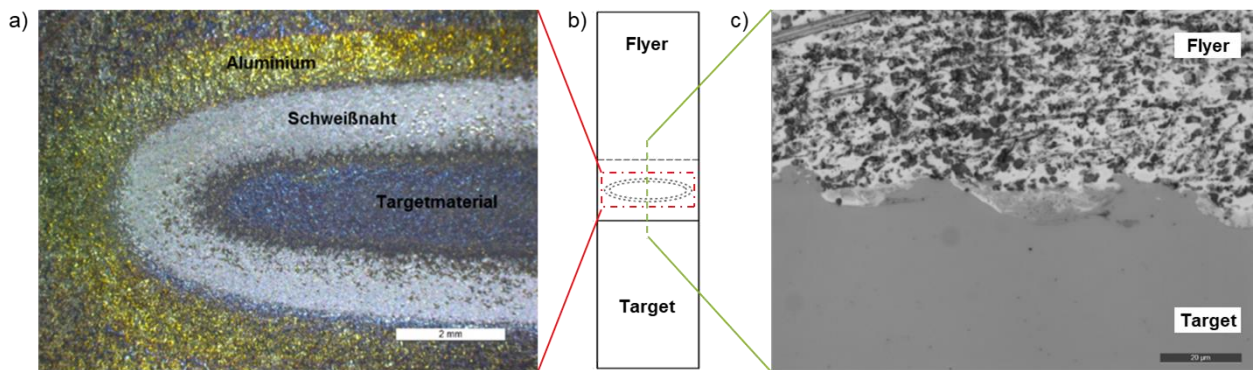 a)
Aluminium
Schweißnaht
Targetmaterial
2 mm
b)
Flyer
Target
c)
Flyer
Target
20 µm